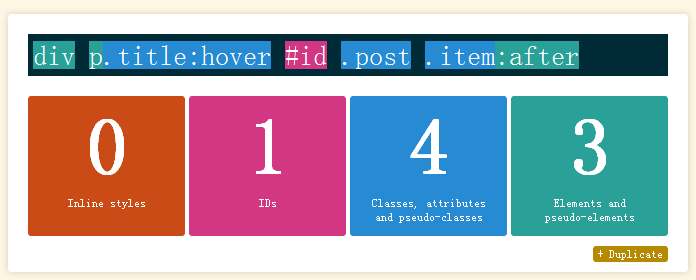 div p.title:hover #id .post .item:after
0
Inline styles
1
IDs
4
Classes, attributes
and pseudo-classes
3
Elements and
pseudo-elements
+ Duplicate